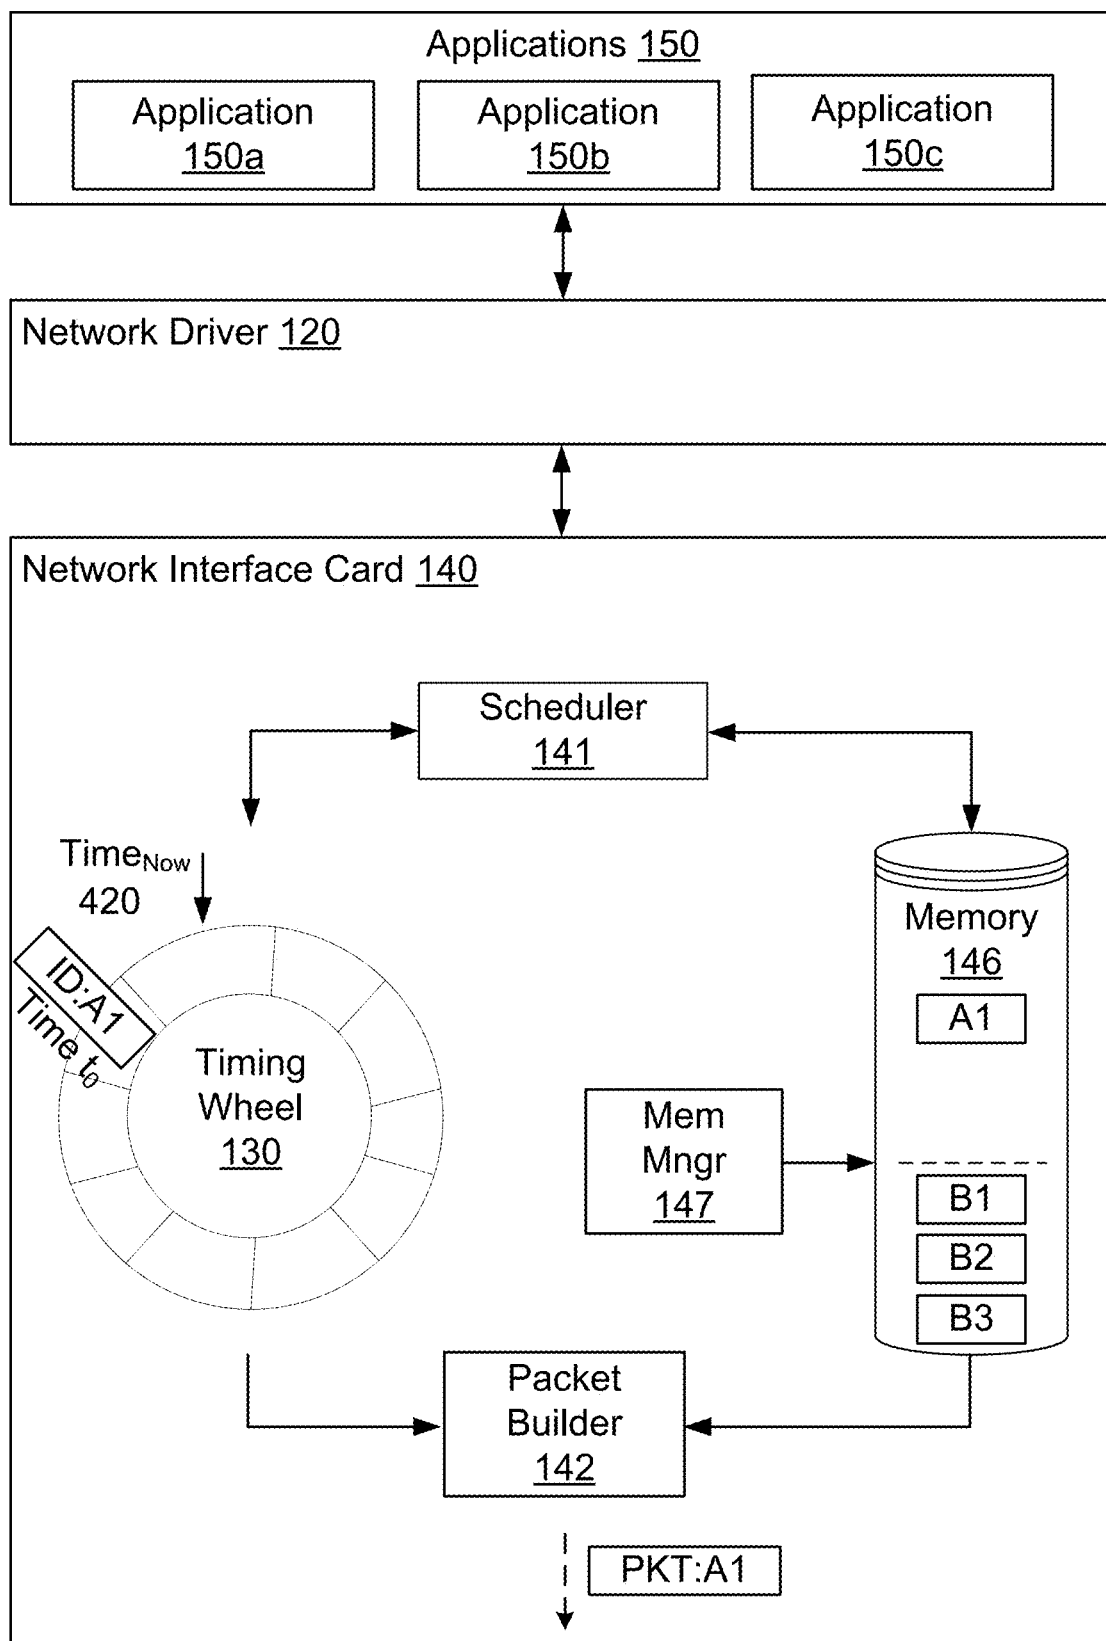 Applications 150
Application
150a
Application
150b
Application
150c
Network Driver 120
Network Interface Card 140
Scheduler
141
TimeNow
420
ID:A1
Time t0
Timing
Wheel
130
Memory
146
A1
Mem
Mngr
147
B1
B2
B3
Packet
Builder
142
PKT:A1